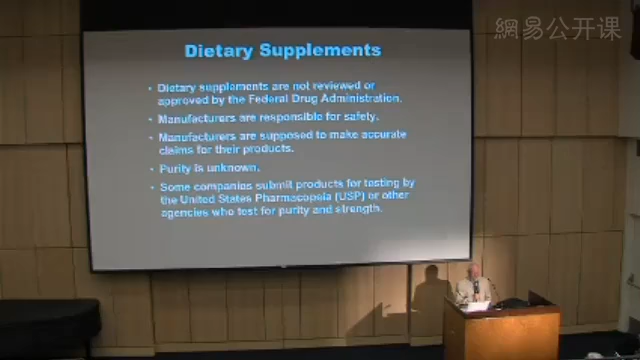 網易公开课
Dietary Supplements
• Dietary supplements are not reviewed or
approved by the Federal Drug Administration.
• Manufacturers are responsible for safety.
• Manufacturers are supposed to make accurate
claims for their products.
• Purity is unknown.
• Some companies submit products for testing by
the United States Pharmacopeia (USP) or other
agencies who test for purity and strength.